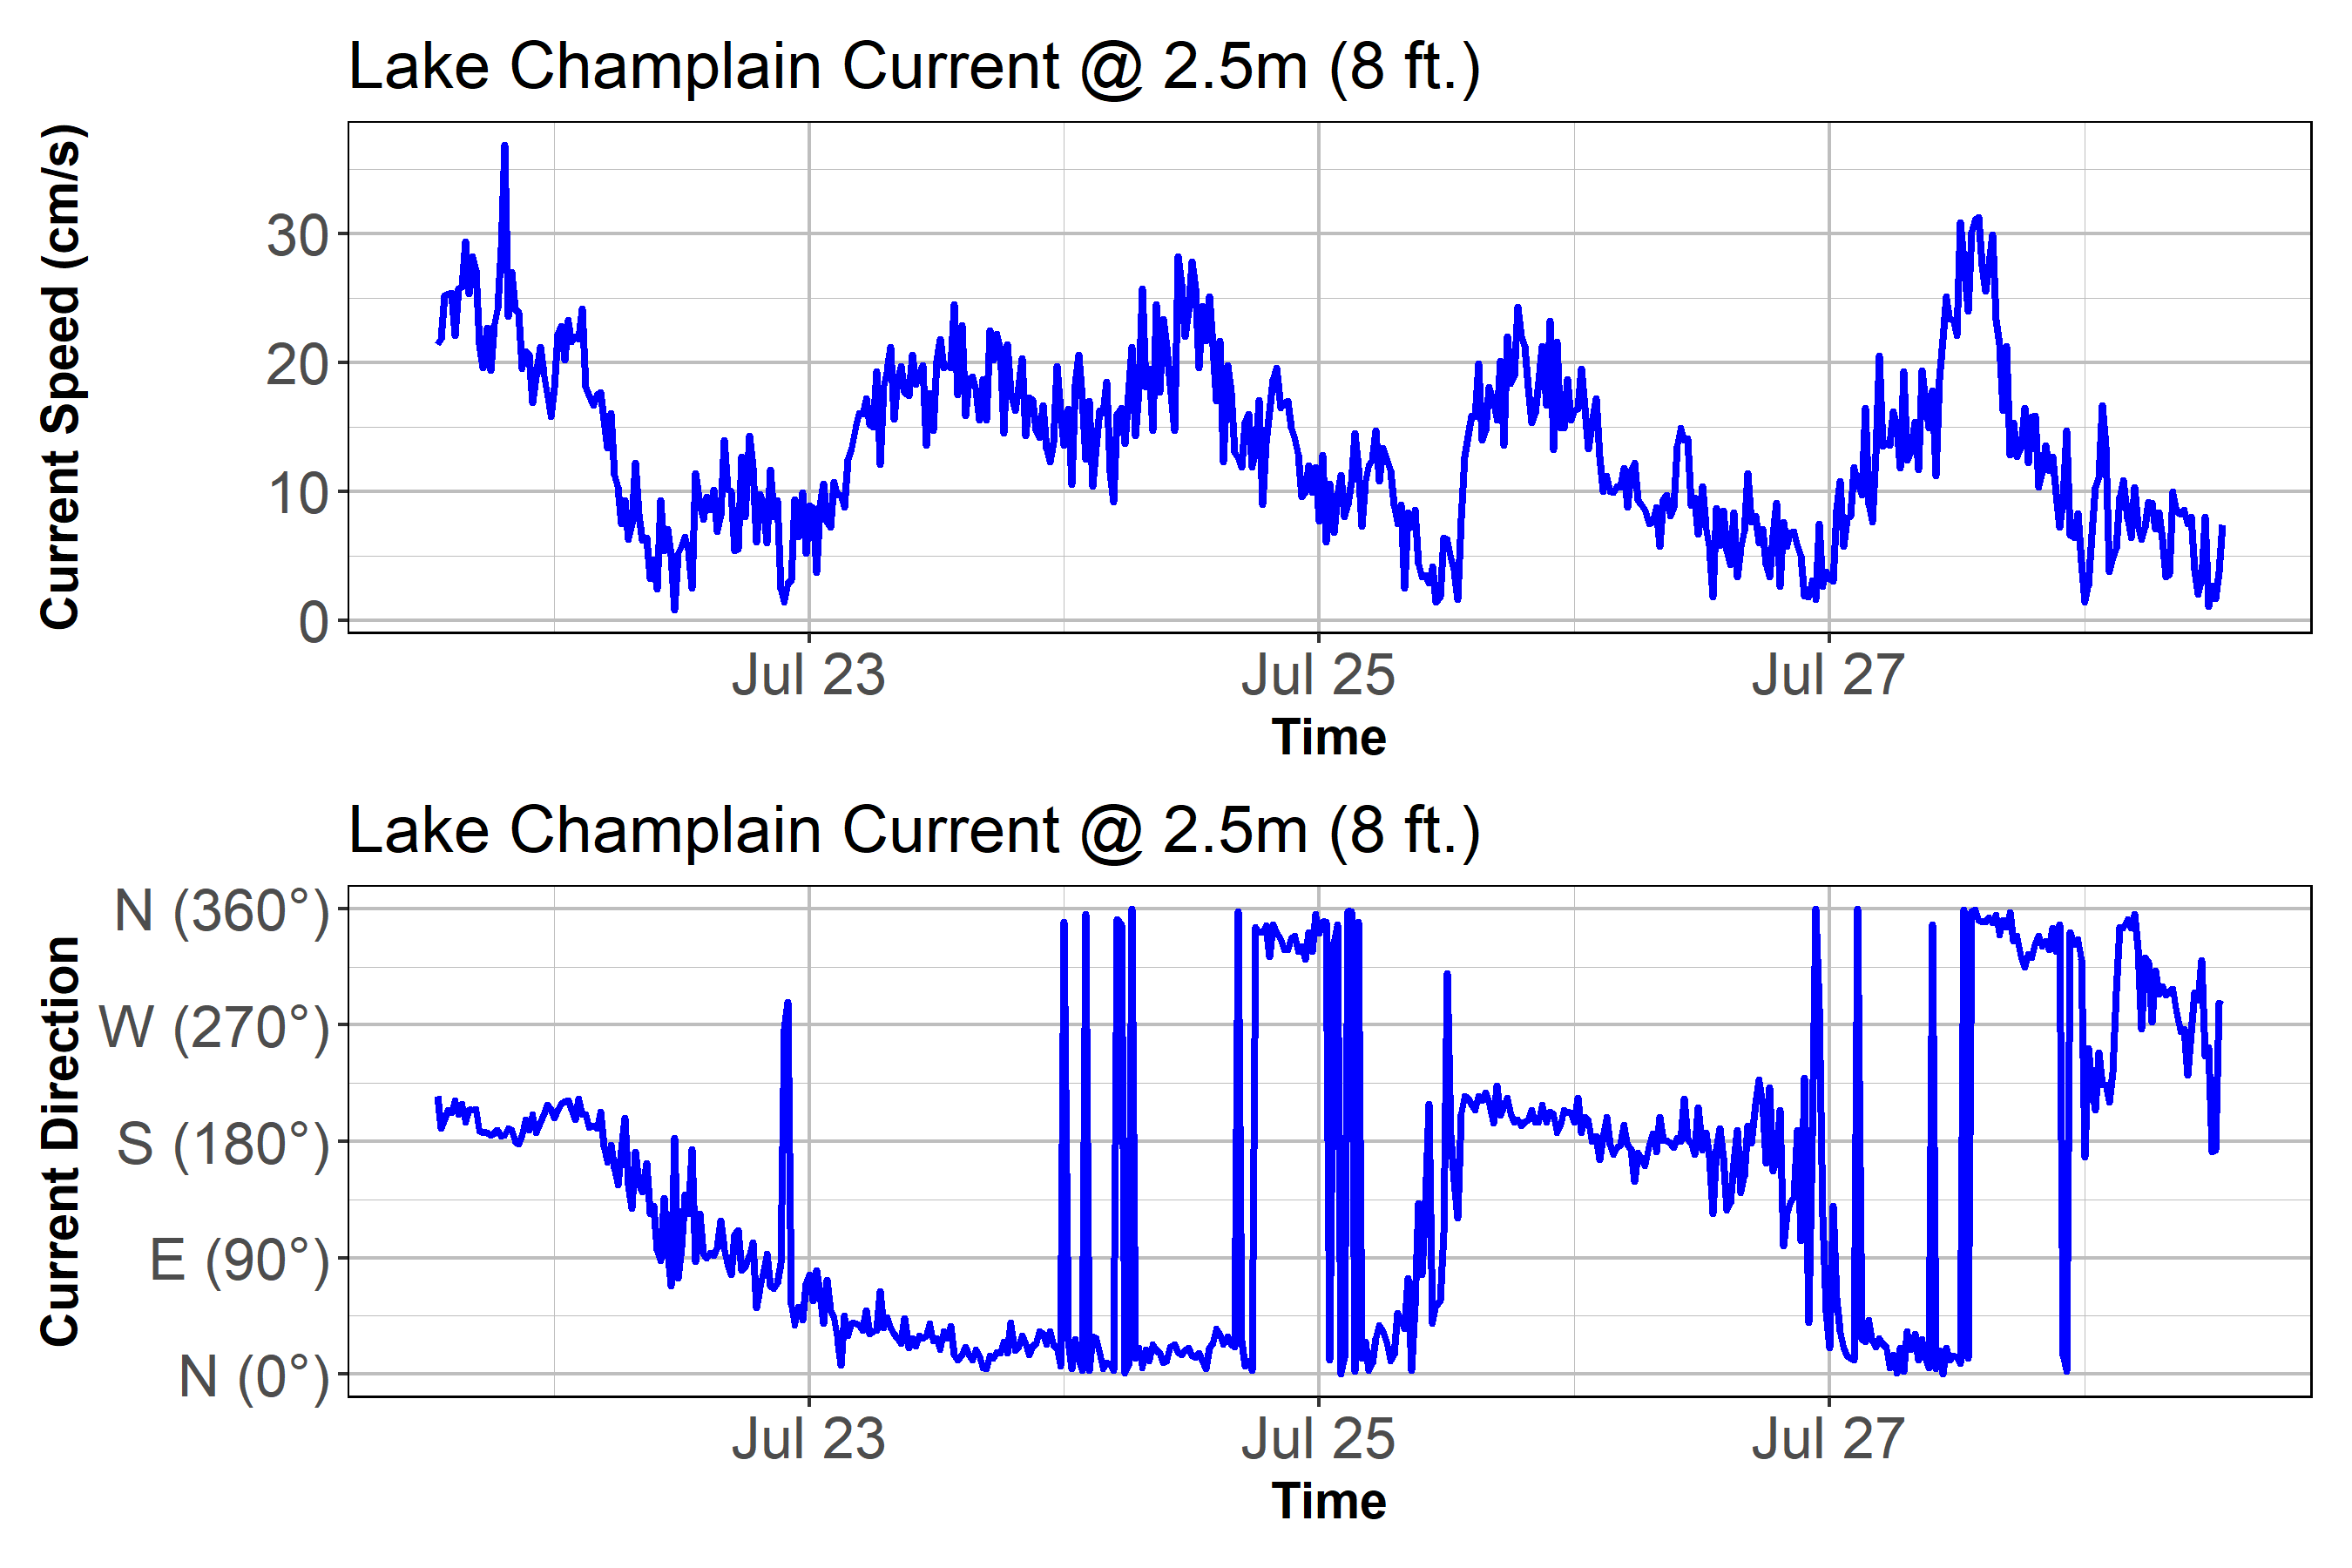 Lake Champlain Current @ 2.5m (8 ft.)
Current Speed (cm/s)
30
20
10
0
Jul 23 Jul 25 Jul 27
Time
Lake Champlain Current @ 2.5m (8 ft.)
Current Direction
N (360°)
W (270°)
S (180°)
E (90°)
N (0°)
Jul 23 Jul 25 Jul 27
Time